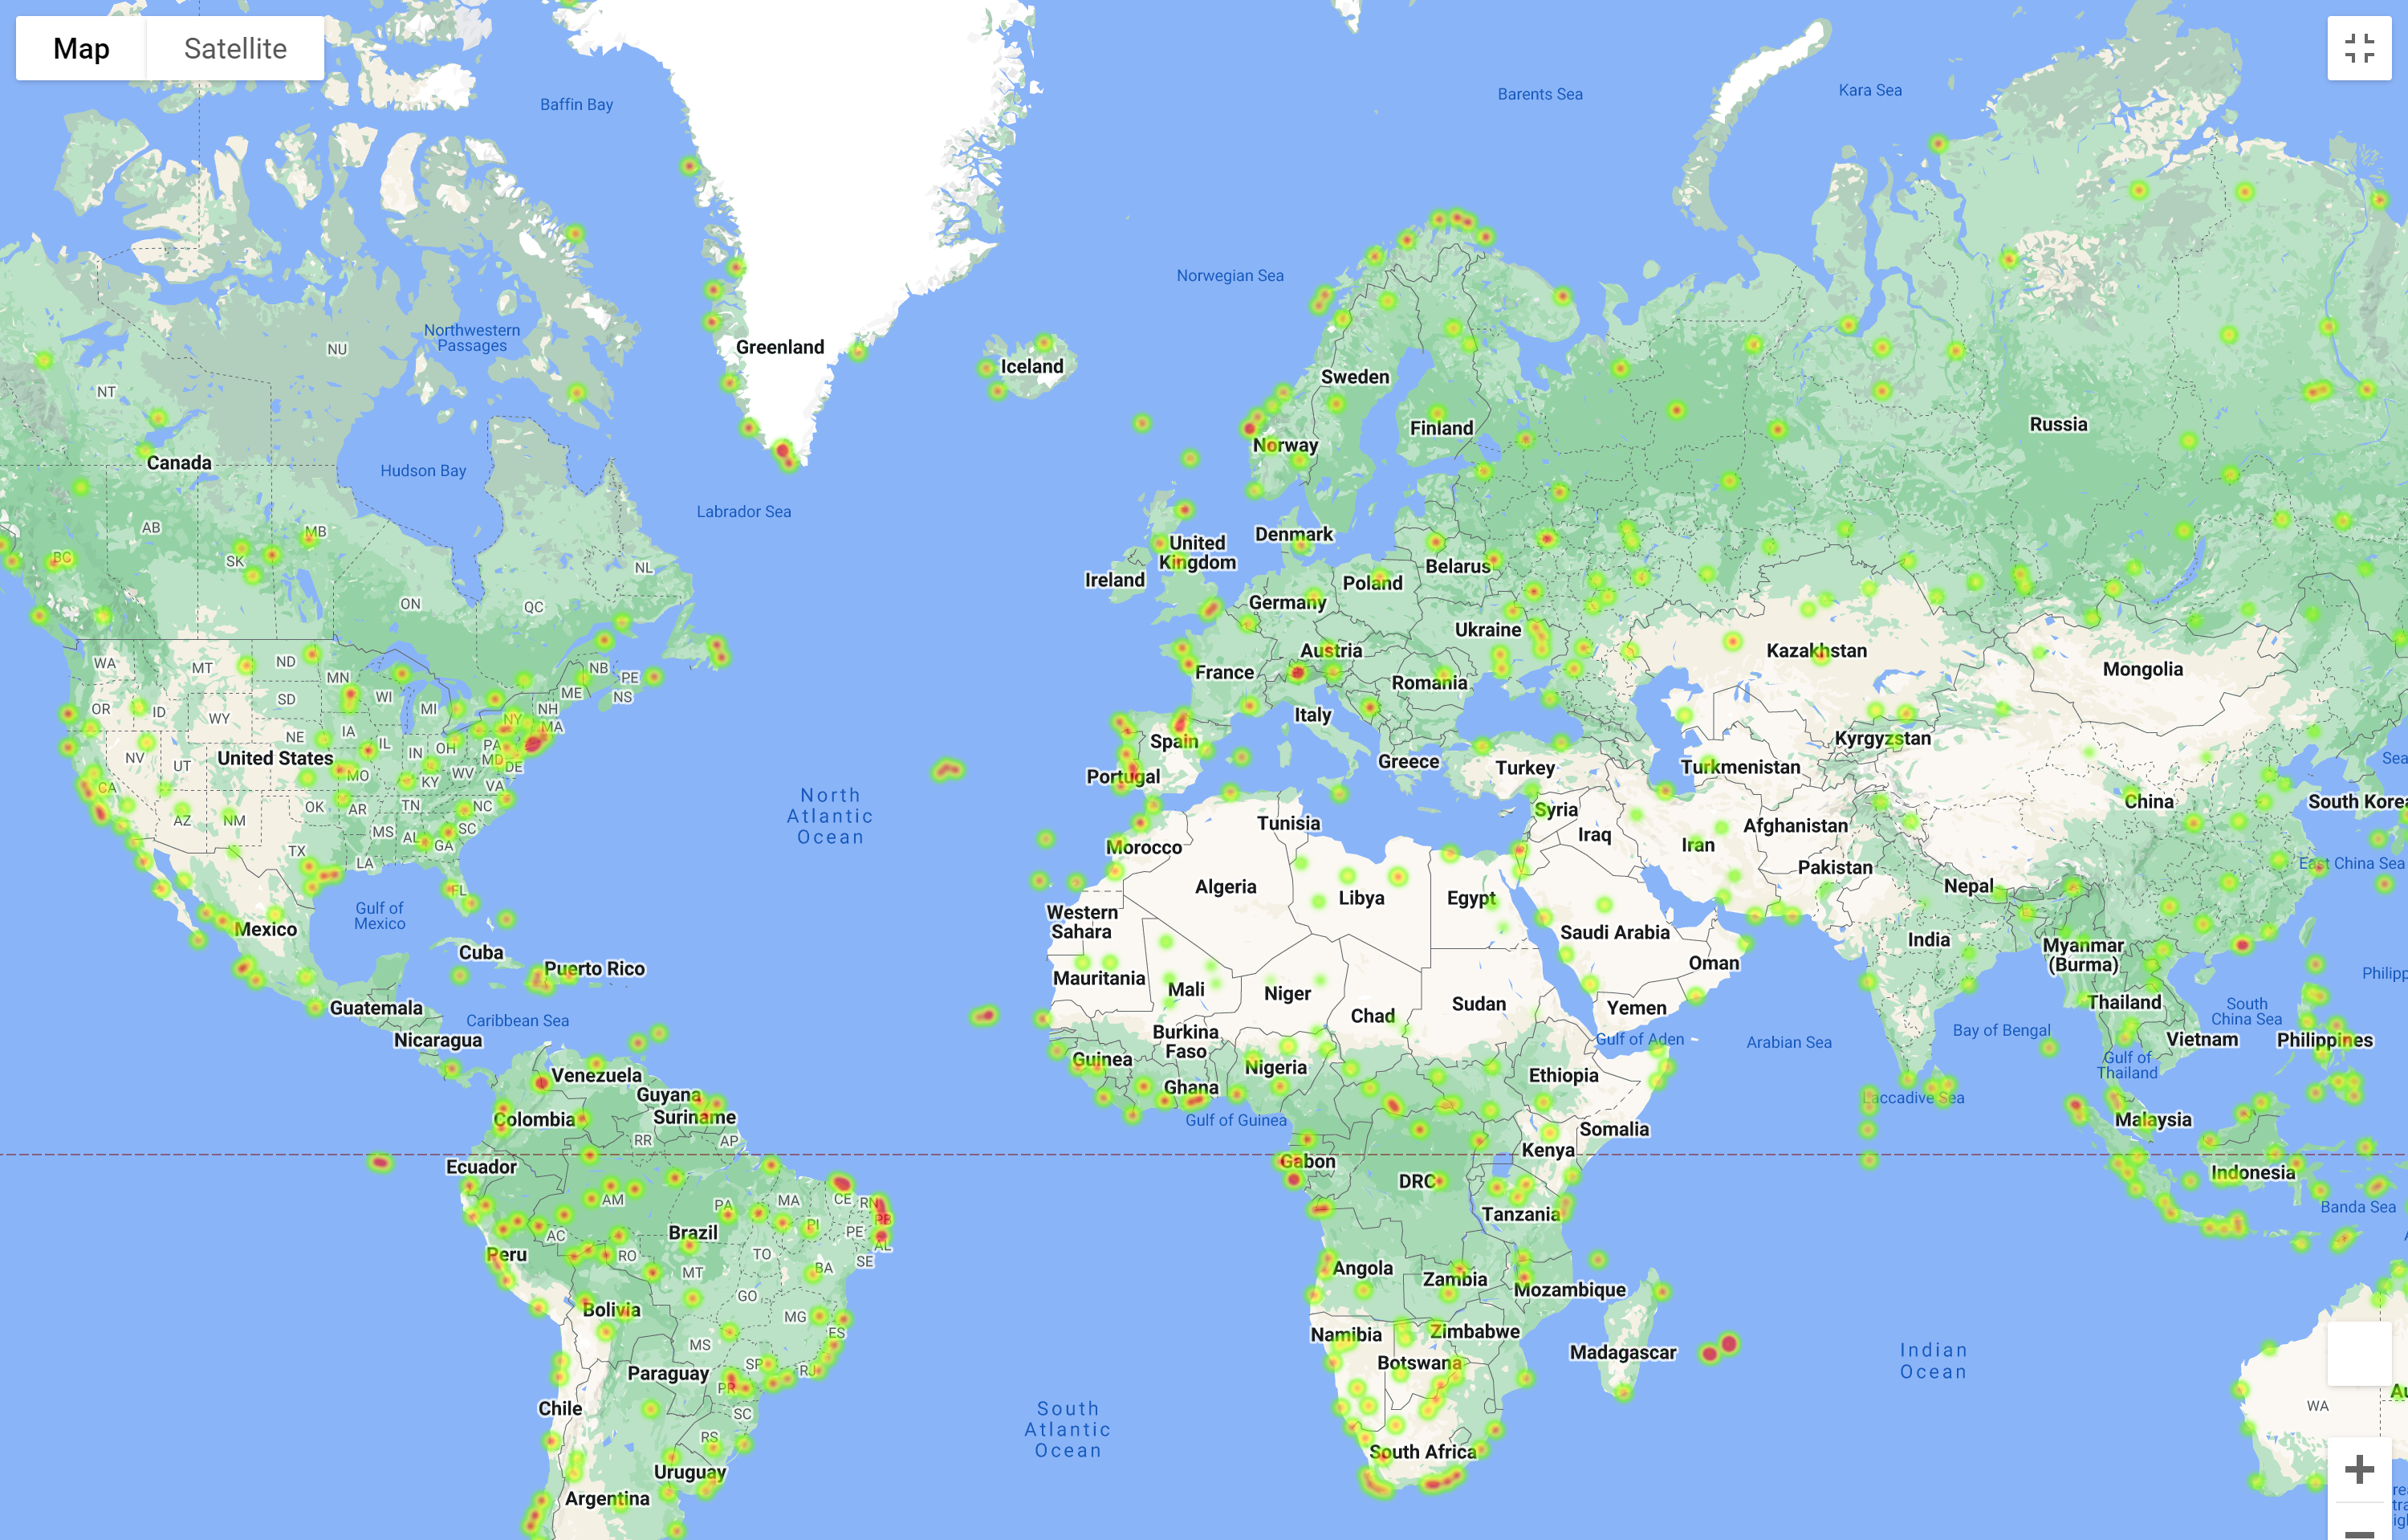 Map
Satellite
Baffin Bay
Barents Sea
Kara Sea
Norwegian Sea
Northwestern
Passages
NU
Greenland
Iceland
NT
Sweden
Russia
Finland
Norway
Canada
Hudson Bay
Labrador Sea
AB
MB
SK
BC
NL
Denmark
United
Kingdom
Ireland
Belarus
Poland
ON
QC
Germany
Ukraine
Austria
Kazakhstan
Mongolia
WA
MT
ND
NB
PE
NS
ME
France
Romania
MN
SD
WI
OR
ID
WY
MI
NH
NY
MA
Italy
Spain
Kyrgyzstan
IA
NE
IL
IN
OH
PA
MD
DE
NV
UT
United States
Greece
Turkey
Turkmenistan
Portugal
CA
MO
KY
WV
VA
North
Atlantic
Ocean
China
South Kore
Sea
OK
AR
TN
NC
AZ
NM
Syria
Tunisia
Iraq
Afghanistan
Iran
MS
AL
SC
GA
Morocco
TX
LA
Pakistan
East China Sea
Algeria
Libya
Egypt
Nepal
FL
Gulf of
Mexico
Western
Sahara
Mexico
Saudi Arabia
India
Myanmar
(Burma)
Cuba
Puerto Rico
Oman
Mauritania
Mali
Niger
Chad
Sudan
Yemen
Philipp
Guatemala
Thailand
South
China Sea
Caribbean Sea
Nicaragua
Burkina
Faso
Gulf of Aden
Arabian Sea
Bay of Bengal
Vietnam
Philippines
Guinea
Nigeria
Gulf of
Thailand
Venezuela
Ethiopia
Guyana
Ghana
Laccadive Sea
Suriname
Colombia
Gulf of Guinea
Malaysia
Somalia
RR
AP
Kenya
Ecuador
Gabon
DRC
Indonesia
AM
PA
MA
CE
RN
PB
PI
PE
AL
Banda Sea
Tanzania
AC
Brazil
Peru
RO
TO
SE
MT
BA
Angola
Zambia
Mozambique
GO
Bolivia
MG
ES
MS
Namibia
Zimbabwe
Madagascar
Botswana
Indian
Ocean
Paraguay
SP
RJ
PR
Chile
SC
WA
Au
South
Atlantic
Ocean
RS
South Africa
Uruguay
Argentina